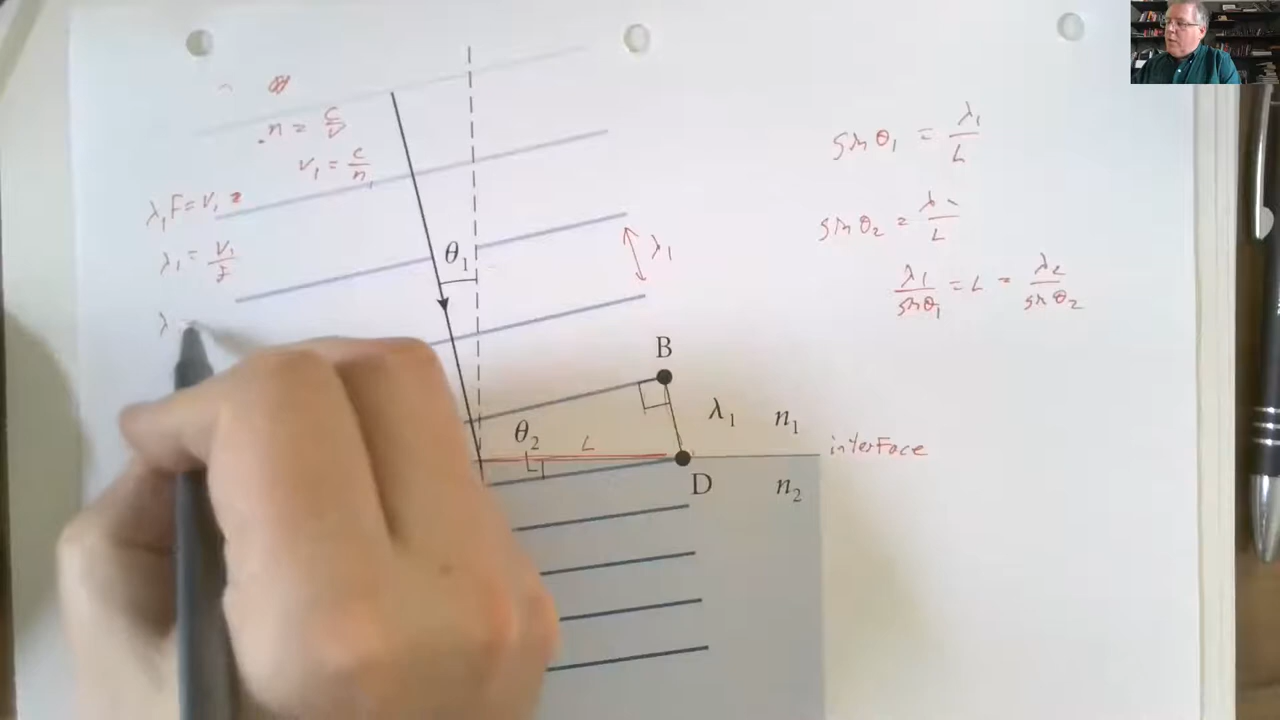 n = c/v
v₁ = c/n₁
λ₁F = v₁
λ₁ = v₁/F
λ
θ₁
λ₁
B
θ₂
L
λ₁
n₁
interFace
D
n₂
sin θ₁ = λ₁/L
sin θ₂ = λ₂/L
λ₁/sin θ₁ = L = λ₂/sin θ₂